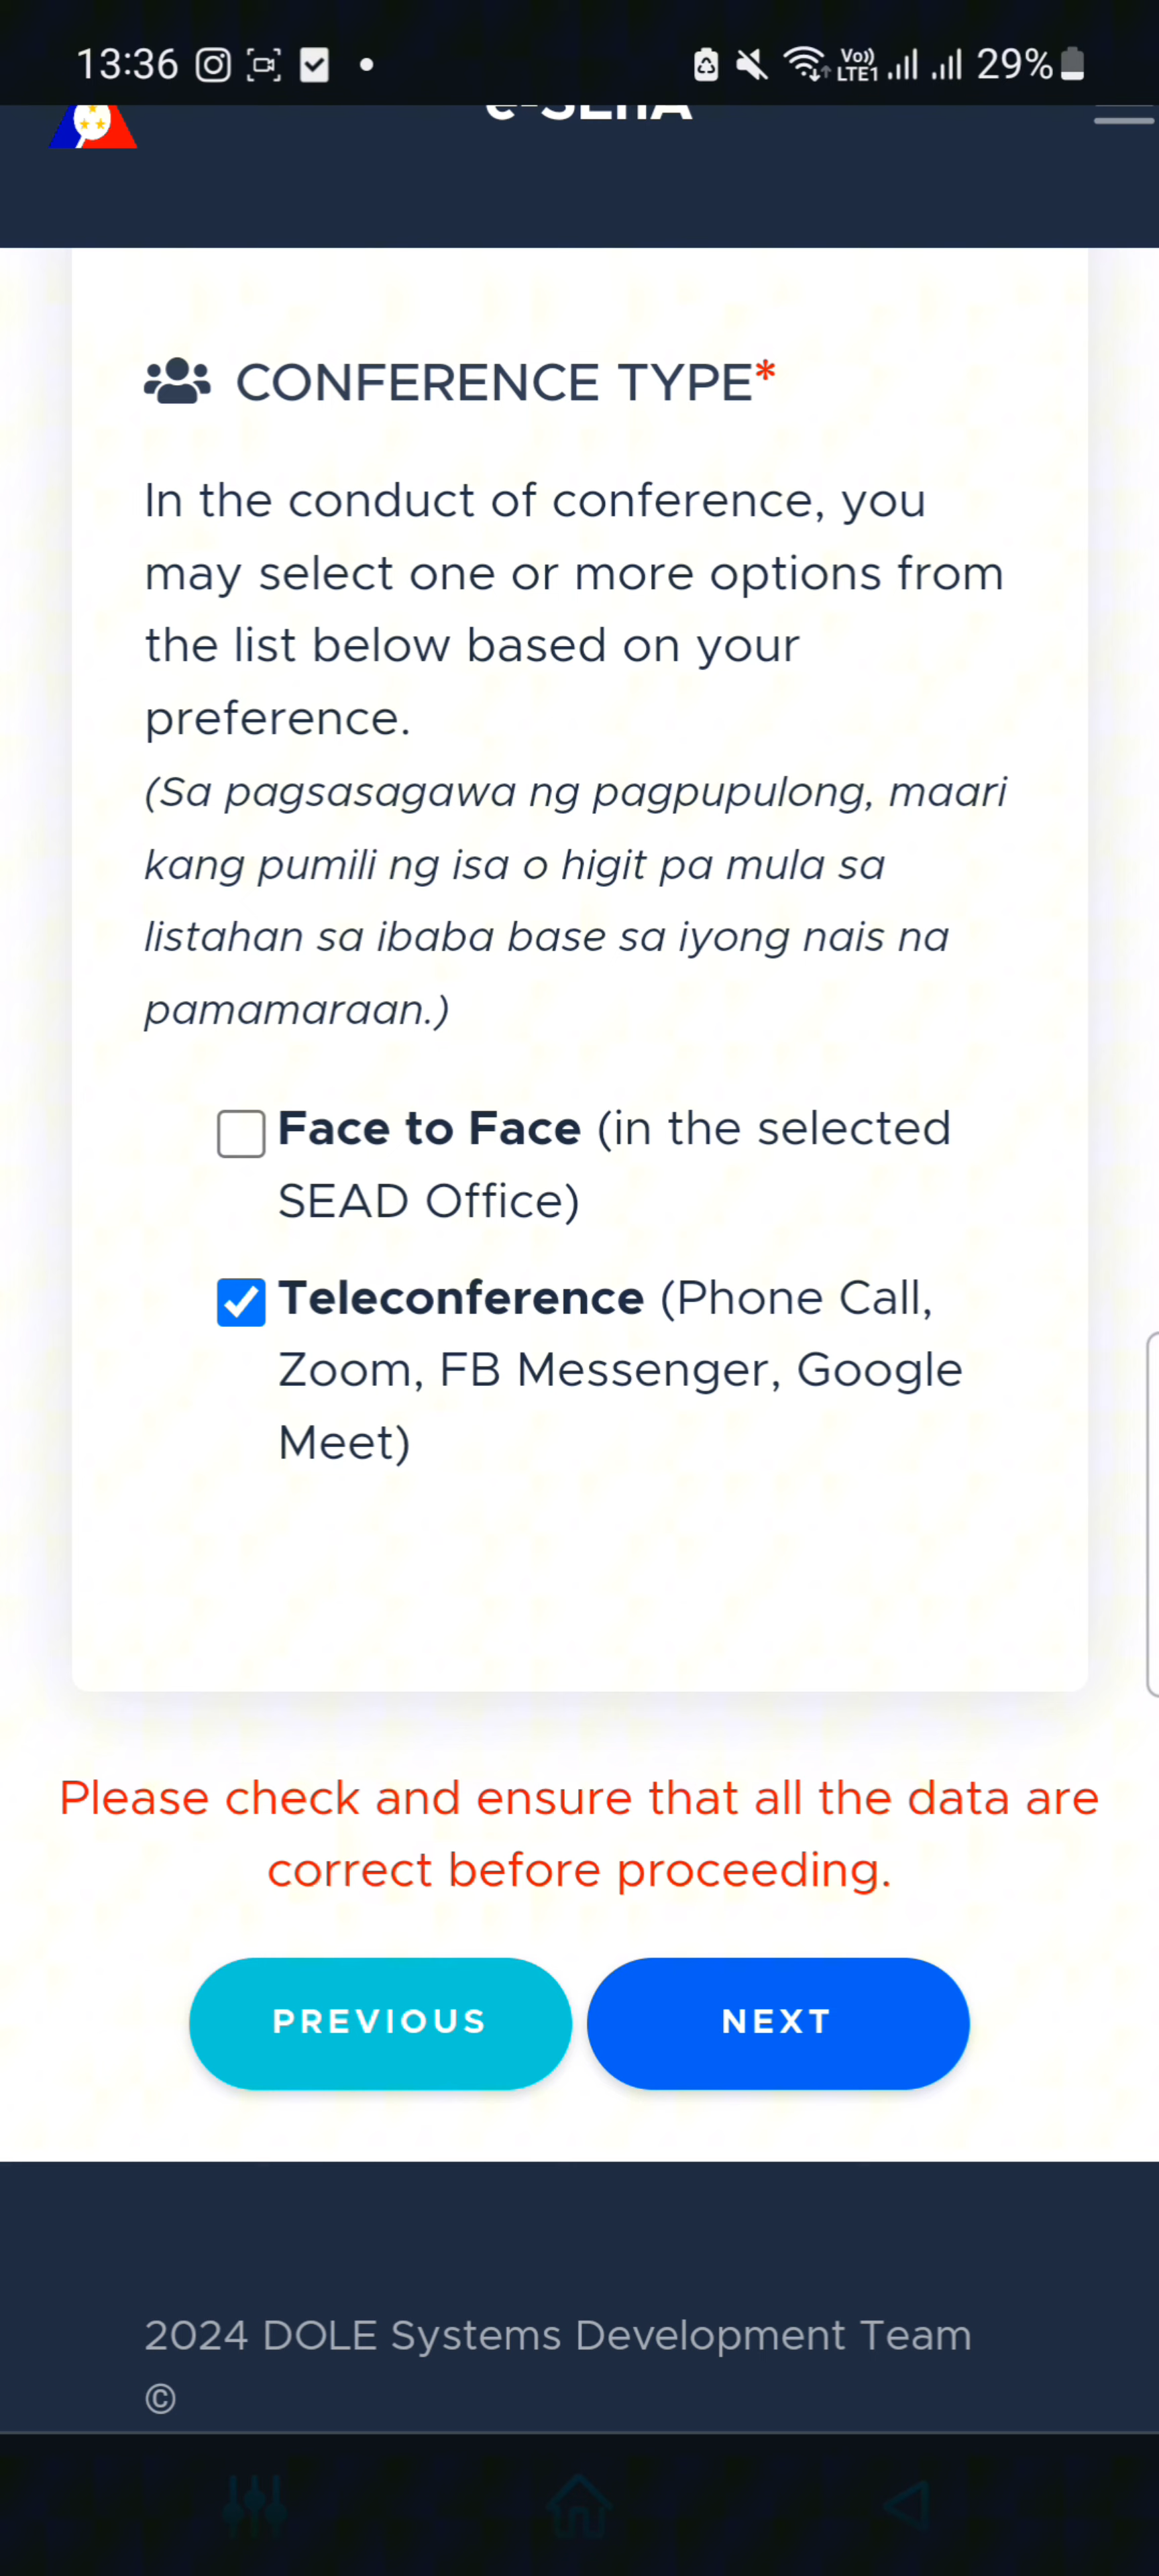 13:36
Vo)) LTE1 29%
e-SEnA
CONFERENCE TYPE*
In the conduct of conference, you
may select one or more options from
the list below based on your
preference.
(Sa pagsasagawa ng pagpupulong, maari
kang pumili ng isa o higit pa mula sa
listahan sa ibaba base sa iyong nais na
pamamaraan.)
Face to Face (in the selected
SEAD Office)
Teleconference (Phone Call,
Zoom, FB Messenger, Google
Meet)
Please check and ensure that all the data are
correct before proceeding.
PREVIOUS
NEXT
2024 DOLE Systems Development Team
©